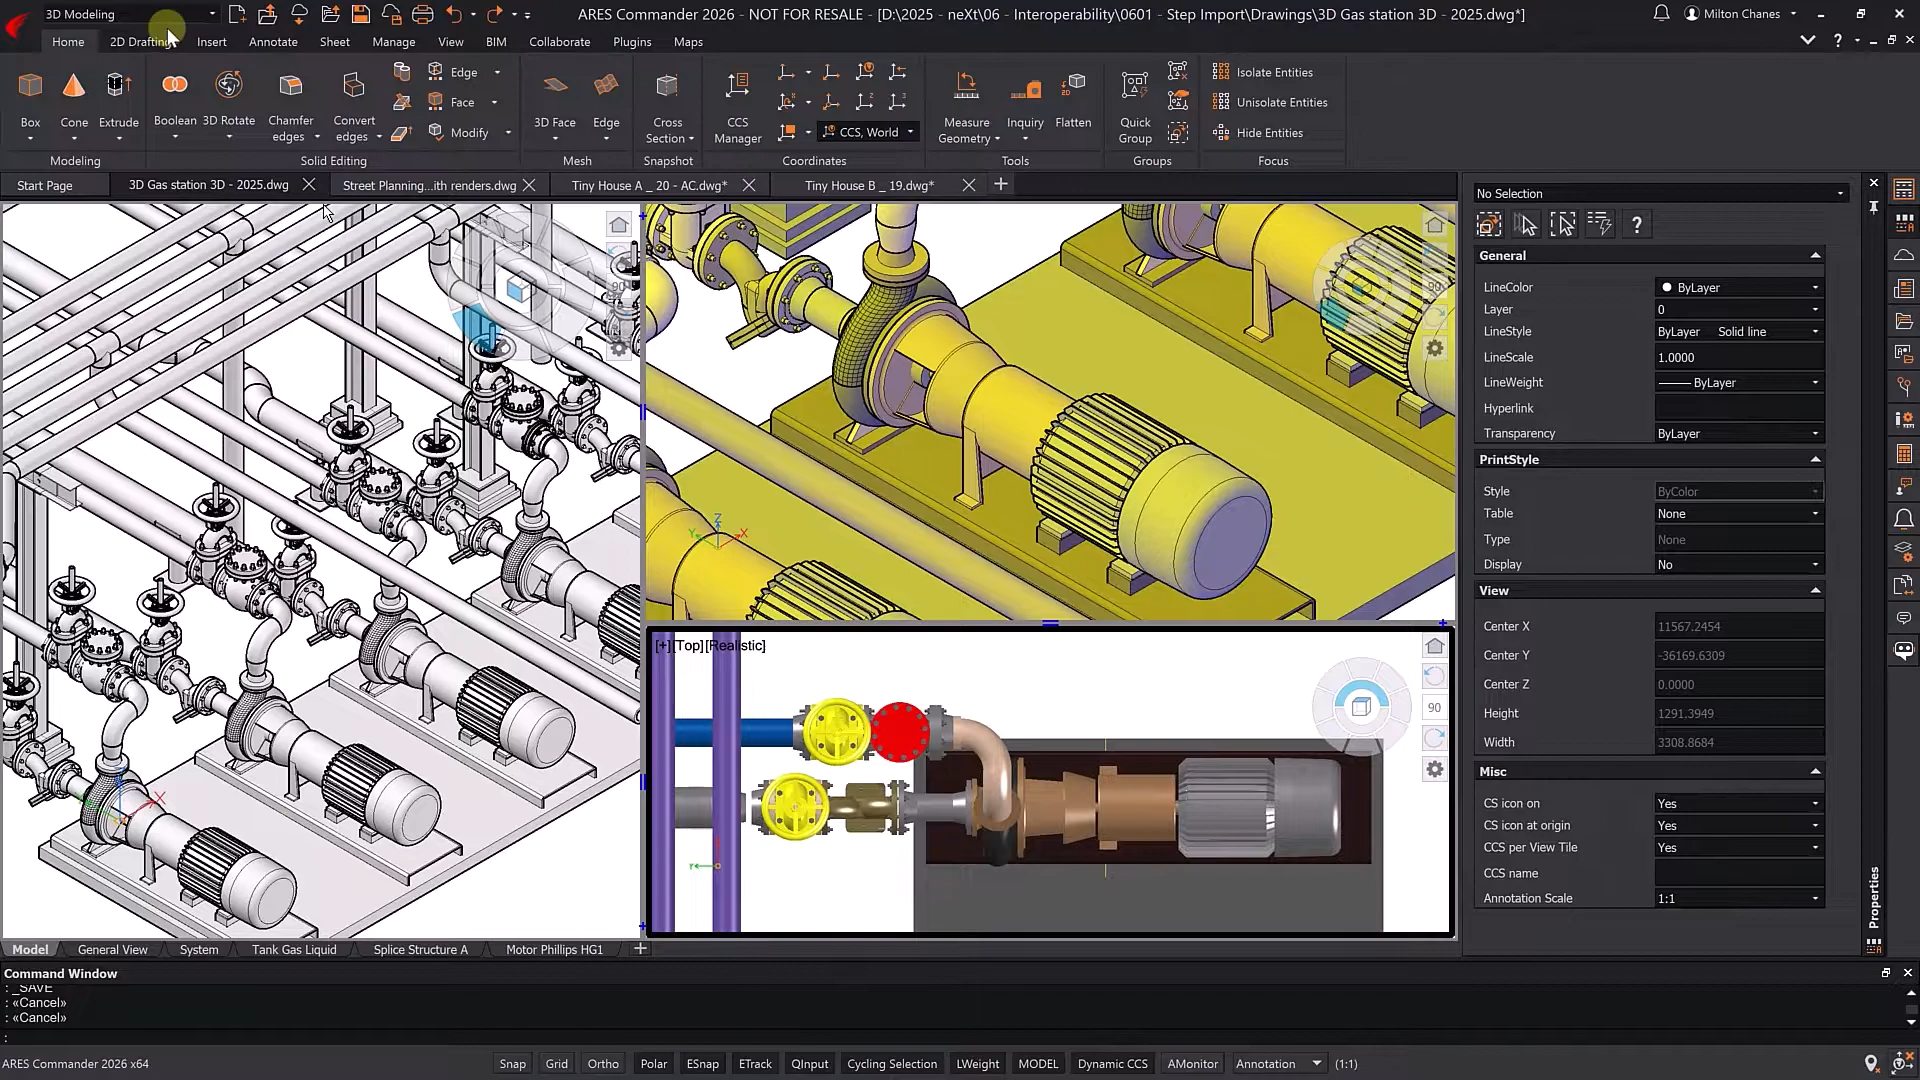 3D Modeling
ARES Commander 2026 - NOT FOR RESALE - [D:\2025 - neXt\06 - Interoperability\0601 - Step Import\Drawings\3D Gas station 3D - 2025.dwg*]
Milton Chanes
Home 2D Drafting Insert Annotate Sheet Manage View BIM Collaborate Plugins Maps
?
Box Cone Extrude
Modeling
Boolean 3D Rotate Chamfer edges Convert edges
Edge
Face
Modify
Solid Editing
3D Face Edge
Mesh
Cross Section
Snapshot
CCS Manager
CCS, World
Coordinates
Measure Geometry Inquiry Flatten
Tools
Quick Group
Groups
Isolate Entities
Unisolate Entities
Hide Entities
Focus
Start Page 3D Gas station 3D - 2025.dwg Street Planning...ith renders.dwg Tiny House A _ 20 - AC.dwg* Tiny House B _ 19.dwg*
No Selection
?
General
LineColor ByLayer
Layer 0
LineStyle ByLayer Solid line
LineScale 1.0000
LineWeight ByLayer
Hyperlink
Transparency ByLayer
PrintStyle
Style ByColor
Table None
Type None
Display No
View
Center X 11567.2454
Center Y -36169.6309
Center Z 0.0000
Height 1291.3949
Width 3308.8684
Misc
CS icon on Yes
CS icon at origin Yes
CCS per View Tile Yes
CCS name
Annotation Scale 1:1
Properties
90
90
Z
Y
X
X
[+][Top][Realistic]
90
Y
Model General View System Tank Gas Liquid Splice Structure A Motor Phillips HG1
Command Window
: _SAVE
: «Cancel»
: «Cancel»
:
ARES Commander 2026 x64
Snap Grid Ortho Polar ESnap ETrack QInput Cycling Selection LWeight MODEL Dynamic CCS AMonitor Annotation (1:1)